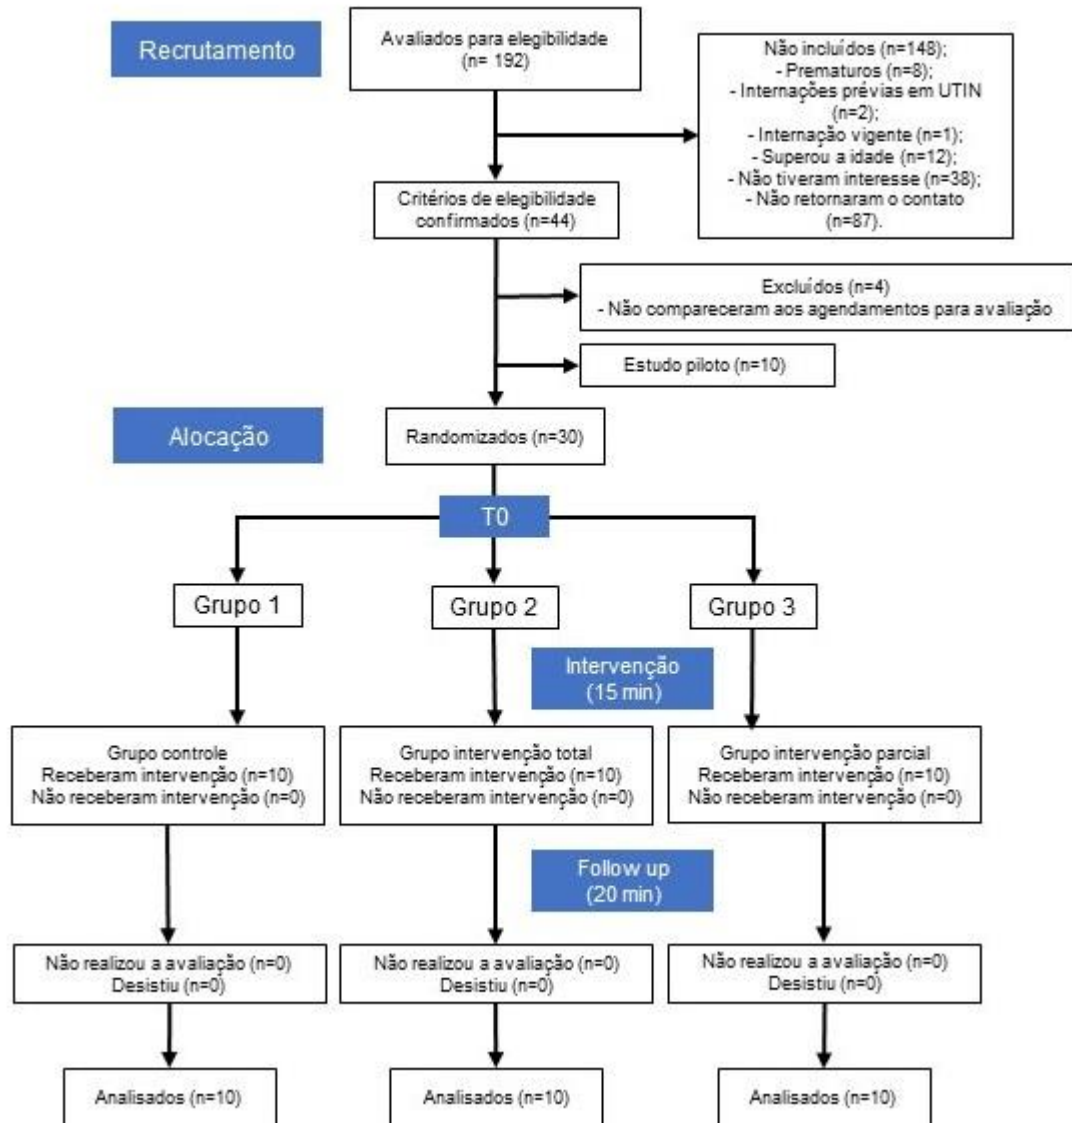 Recrutamento
Avaliados para elegibilidade
(n= 192)
Não incluídos (n=148);
- Prematuros (n=8);
- Internações prévias em UTIN
(n=2);
- Internação vigente (n=1);
- Superou a idade (n=12);
- Não tiveram interesse (n=38);
- Não retornaram o contato
(n=87).
Critérios de elegibilidade
confirmados (n=44)
Excluídos (n=4)
- Não compareceram aos agendamentos para avaliação
Estudo piloto (n=10)
Alocação
Randomizados (n=30)
T0
Grupo 1
Grupo 2
Grupo 3
Intervenção
(15 min)
Grupo controle
Receberam intervenção (n=10)
Não receberam intervenção (n=0)
Grupo intervenção total
Receberam intervenção (n=10)
Não receberam intervenção (n=0)
Grupo intervenção parcial
Receberam intervenção (n=10)
Não receberam intervenção (n=0)
Follow up
(20 min)
Não realizou a avaliação (n=0)
Desistiu (n=0)
Não realizou a avaliação (n=0)
Desistiu (n=0)
Não realizou a avaliação (n=0)
Desistiu (n=0)
Analisados (n=10)
Analisados (n=10)
Analisados (n=10)